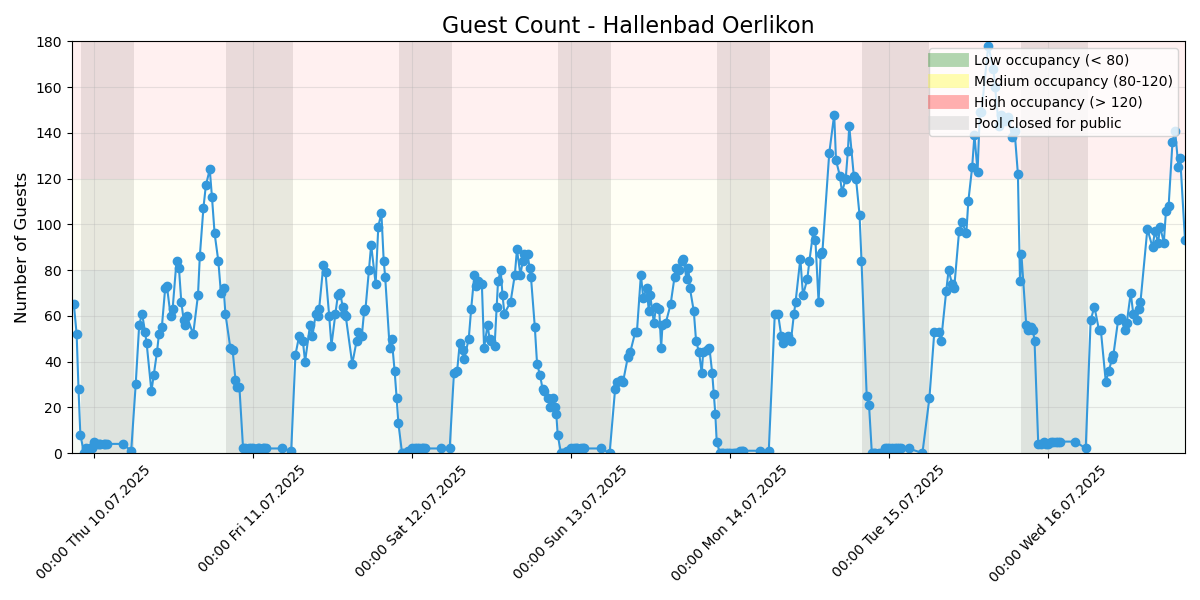 Guest Count - Hallenbad Oerlikon
Number of Guests
180
160
140
120
100
80
60
40
20
0
Low occupancy (< 80)
Medium occupancy (80-120)
High occupancy (> 120)
Pool closed for public
00:00 Thu 10.07.2025
00:00 Fri 11.07.2025
00:00 Sat 12.07.2025
00:00 Sun 13.07.2025
00:00 Mon 14.07.2025
00:00 Tue 15.07.2025
00:00 Wed 16.07.2025